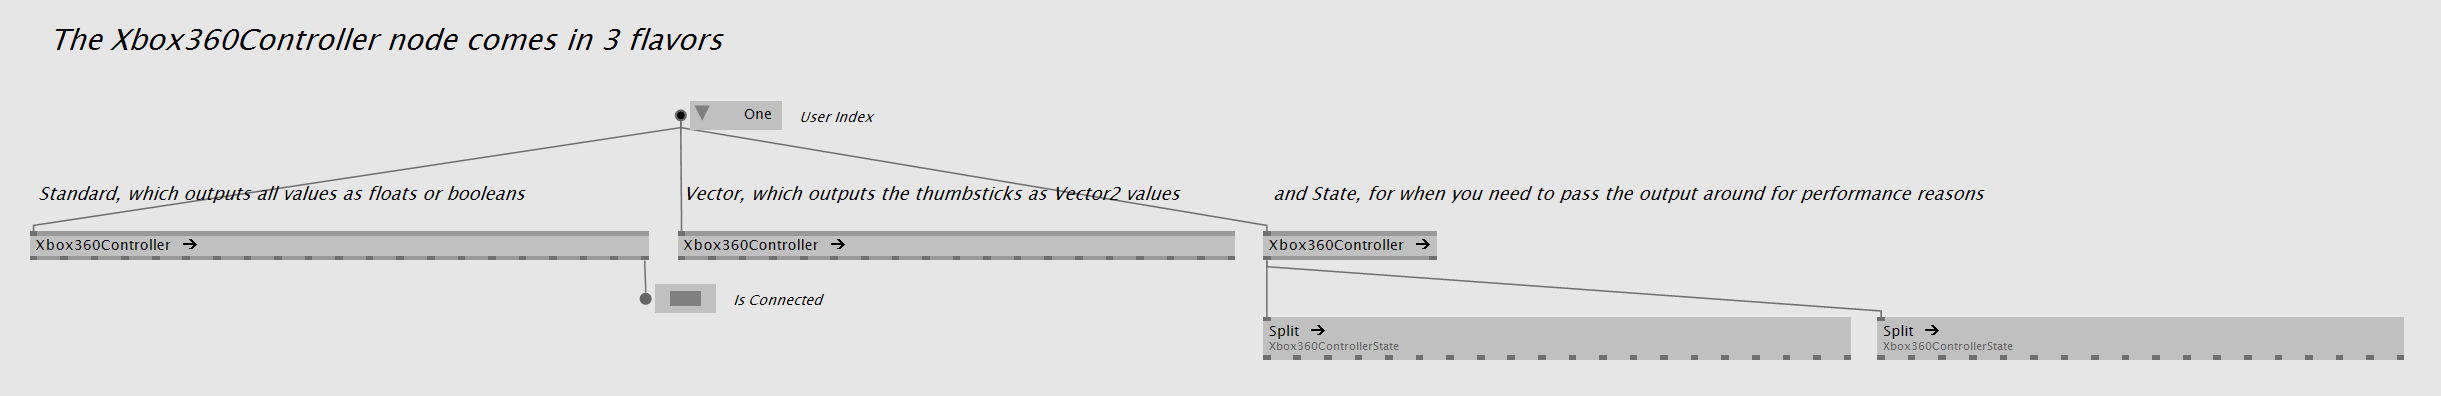 The Xbox360Controller node comes in 3 flavors
One
User Index
Standard, which outputs all values as floats or booleans
Vector, which outputs the thumbsticks as Vector2 values
and State, for when you need to pass the output around for performance reasons
Xbox360Controller →
Xbox360Controller →
Xbox360Controller →
Is Connected
Split →
Xbox360ControllerState
Split →
Xbox360ControllerState